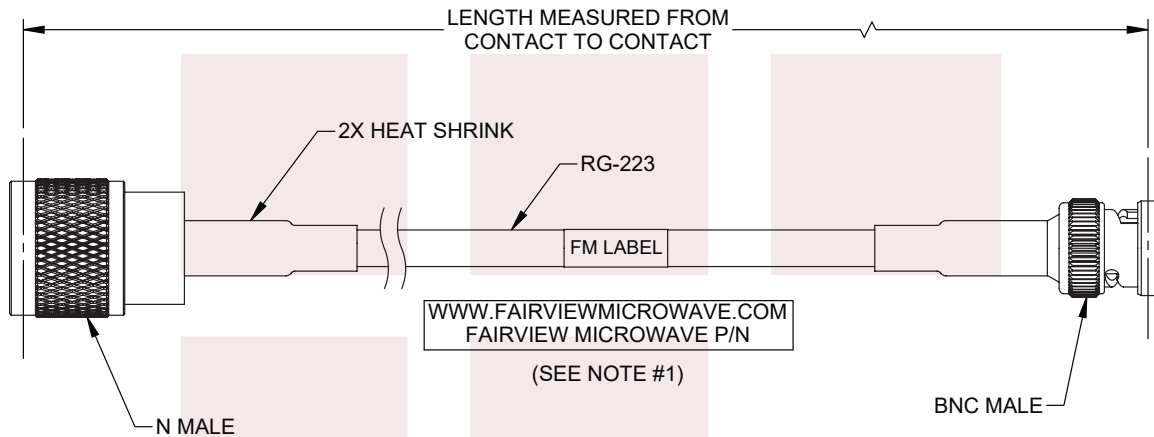 LENGTH MEASURED FROM
CONTACT TO CONTACT
2X HEAT SHRINK
RG-223
FM LABEL
WWW.FAIRVIEWMICROWAVE.COM
FAIRVIEW MICROWAVE P/N
(SEE NOTE #1)
BNC MALE
N MALE